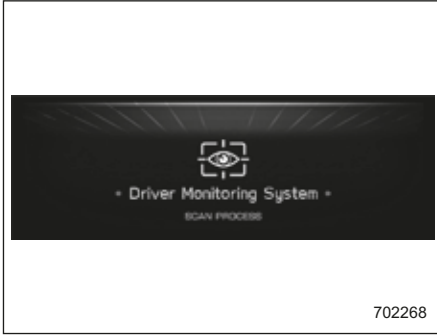 • Driver Monitoring System •
SCAN PROCESS
702268